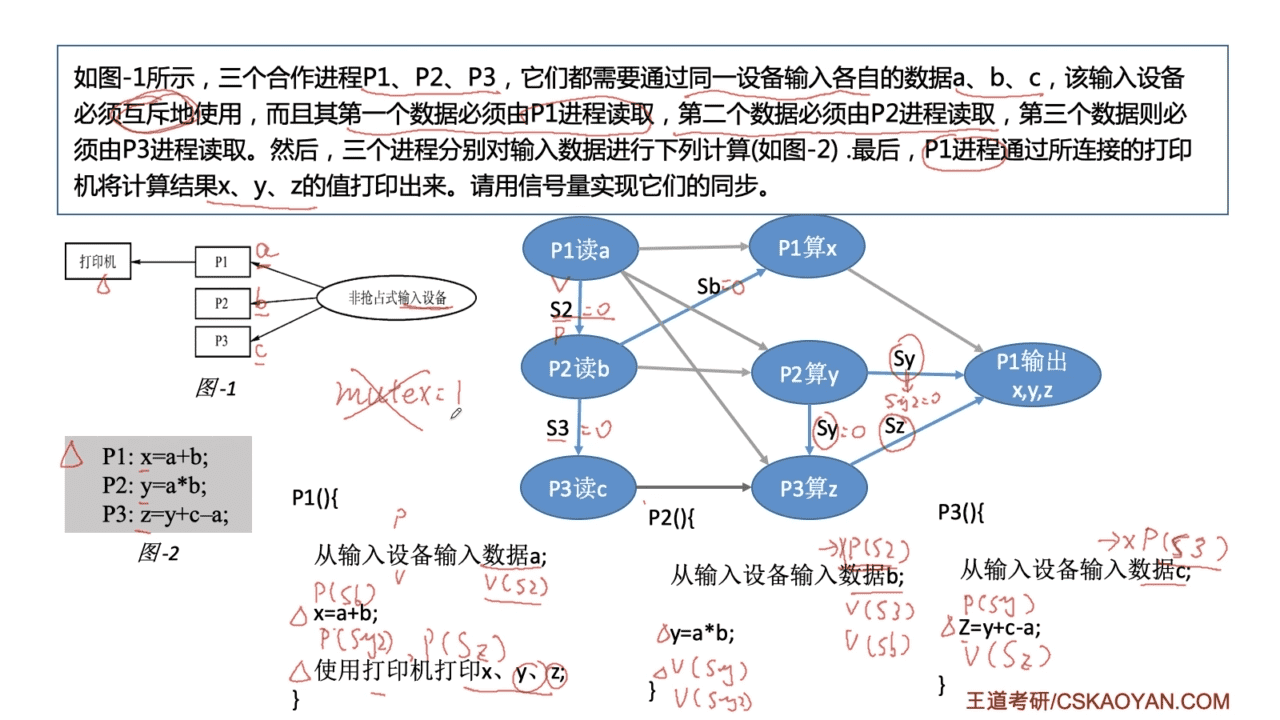 如图-1所示，三个合作进程P1、P2、P3，它们都需要通过同一设备输入各自的数据a、b、c，该输入设备
必须互斥地使用，而且其第一个数据必须由P1进程读取，第二个数据必须由P2进程读取，第三个数据则必
须由P3进程读取。然后，三个进程分别对输入数据进行下列计算(如图-2) .最后，P1进程通过所连接的打印
机将计算结果x、y、z的值打印出来。请用信号量实现它们的同步。
打印机
P1
P2
P3
a
b
c
非抢占式输入设备
图-1
mutex=1
P1: x=a+b;
P2: y=a*b;
P3: z=y+c–a;
图-2
P1读a
P1算x
V
S2=0
P
Sb=0
P2读b
P2算y
Sy
Sy2=0
P1输出
x,y,z
S3=0
Sy=0
Sz
P3读c
P3算z
P1(){
P
从输入设备输入数据a;
V
V(S2)
P(Sb)
x=a+b;
P(Sy2), P(Sz)
使用打印机打印x、y、z;
}
P2(){
→XP(S2)
从输入设备输入数据b;
V(S3)
V(Sb)
y=a*b;
V(Sy)
V(Sy2)
}
P3(){
→xP(S3)
从输入设备输入数据c;
P(Sy)
Z=y+c-a;
V(Sz)
}
王道考研/CSKAOYAN.COM